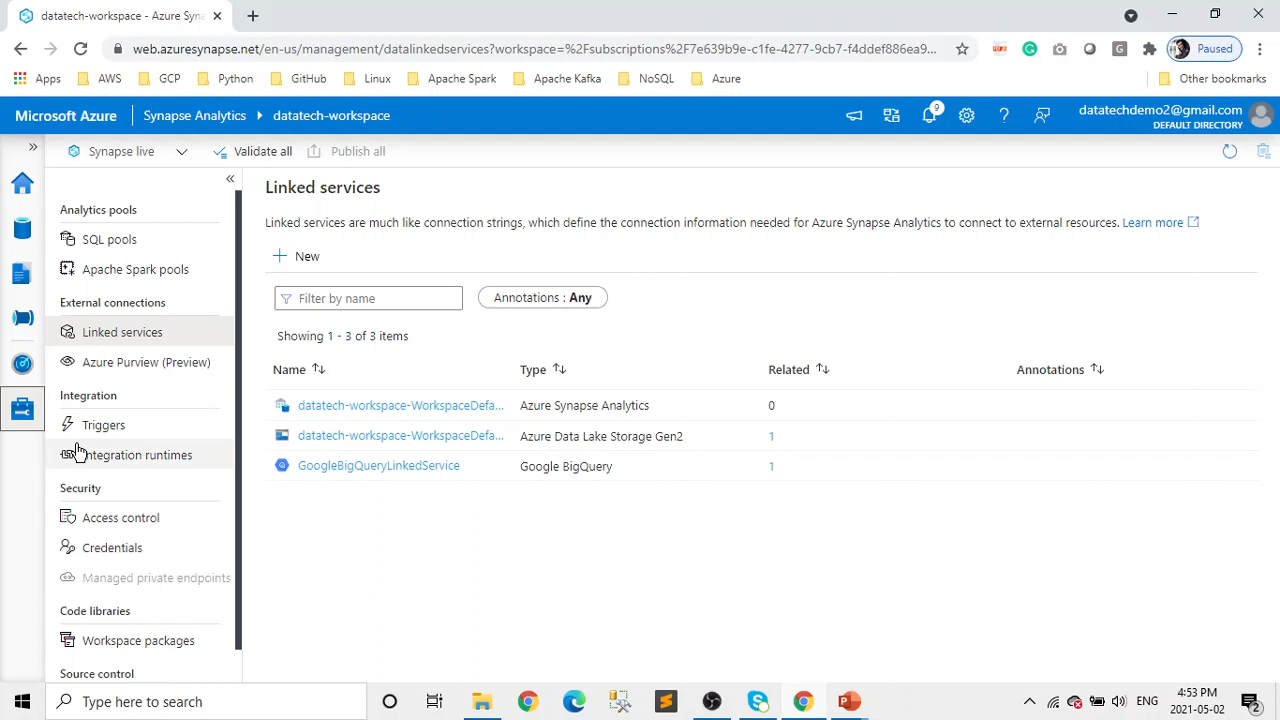 datatech-workspace - Azure Syna
web.azuresynapse.net/en-us/management/datalinkedservices?workspace=%2Fsubscriptions%2F7e639b9e-c1fe-4277-9cb7-f4ddef886ea9...
Paused
Apps AWS GCP Python GitHub Linux Apache Spark Apache Kafka NoSQL Azure Other bookmarks
Microsoft Azure Synapse Analytics datatech-workspace 9 datatechdemo2@gmail.com
DEFAULT DIRECTORY
Synapse live Validate all Publish all
Analytics pools
SQL pools
Apache Spark pools
External connections
Linked services
Azure Purview (Preview)
Integration
Triggers
Integration runtimes
Security
Access control
Credentials
Managed private endpoints
Code libraries
Workspace packages
Source control
Linked services
Linked services are much like connection strings, which define the connection information needed for Azure Synapse Analytics to connect to external resources. Learn more
New
Filter by name Annotations : Any
Showing 1 - 3 of 3 items
Name Type Related Annotations
datatech-workspace-WorkspaceDefa... Azure Synapse Analytics 0
datatech-workspace-WorkspaceDefa... Azure Data Lake Storage Gen2 1
GoogleBigQueryLinkedService Google BigQuery 1
Type here to search
ENG
4:53 PM
2021-05-02
2